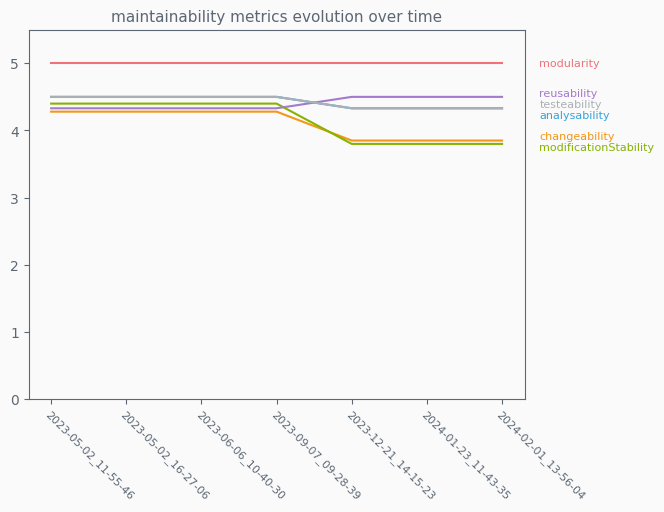 maintainability metrics evolution over time
5
4
3
2
1
0
modularity
reusability
testeability
analysability
changeability
modificationStability
2023-05-02_11-55-46
2023-05-02_16-27-06
2023-06-06_10-40-30
2023-09-07_09-28-39
2023-12-21_14-15-23
2024-01-23_11-43-35
2024-02-01_13-56-04